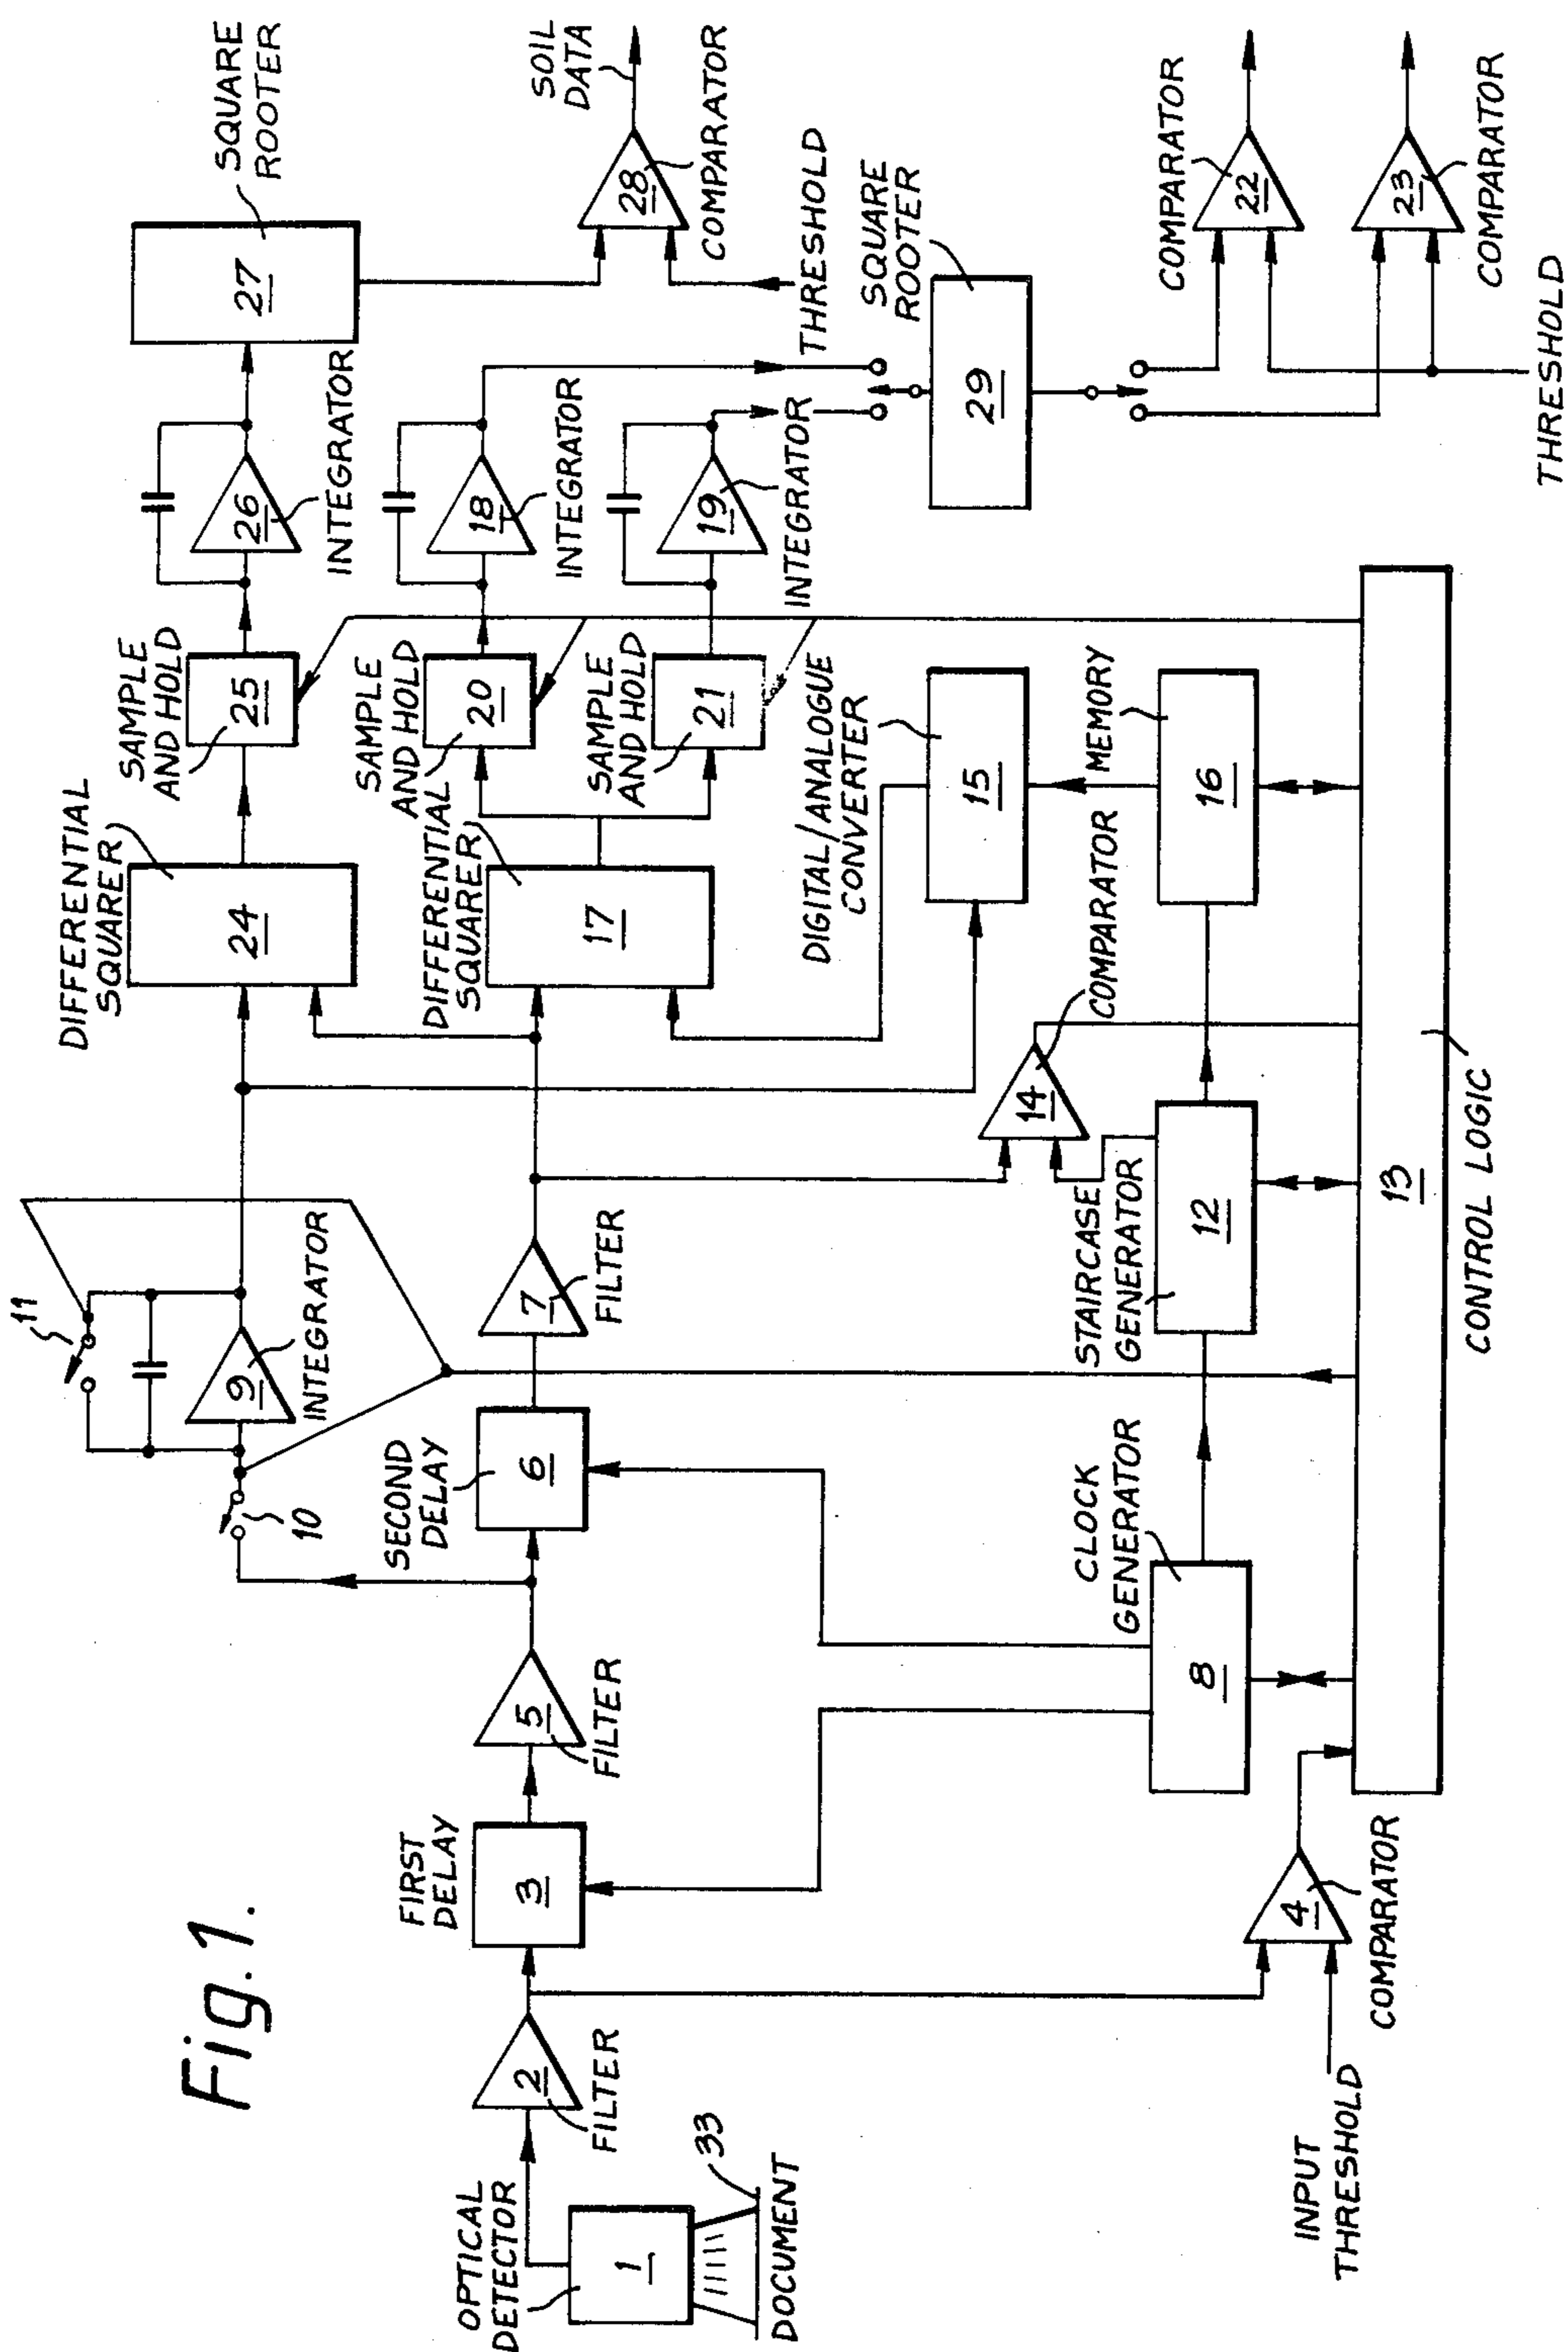 Fig. 1.
OPTICAL
DETECTOR
1
33
DOCUMENT
2
FILTER
FIRST
DELAY
3
5
FILTER
SECOND
DELAY
6
7
FILTER
10
11
9
INTEGRATOR
DIFFERENTIAL
SQUARER
24
SAMPLE
AND HOLD
25
26
INTEGRATOR
27
SQUARE
ROOTER
28
COMPARATOR
SOIL
DATA
THRESHOLD
DIFFERENTIAL
SQUARER
17
SAMPLE
AND HOLD
20
18
INTEGRATOR
SAMPLE
AND HOLD
21
19
INTEGRATOR
SQUARE
ROOTER
29
COMPARATOR
22
23
COMPARATOR
THRESHOLD
DIGITAL/ANALOGUE
CONVERTER
15
MEMORY
16
COMPARATOR
14
STAIRCASE
GENERATOR
12
CLOCK
GENERATOR
8
4
COMPARATOR
INPUT
THRESHOLD
13
CONTROL LOGIC